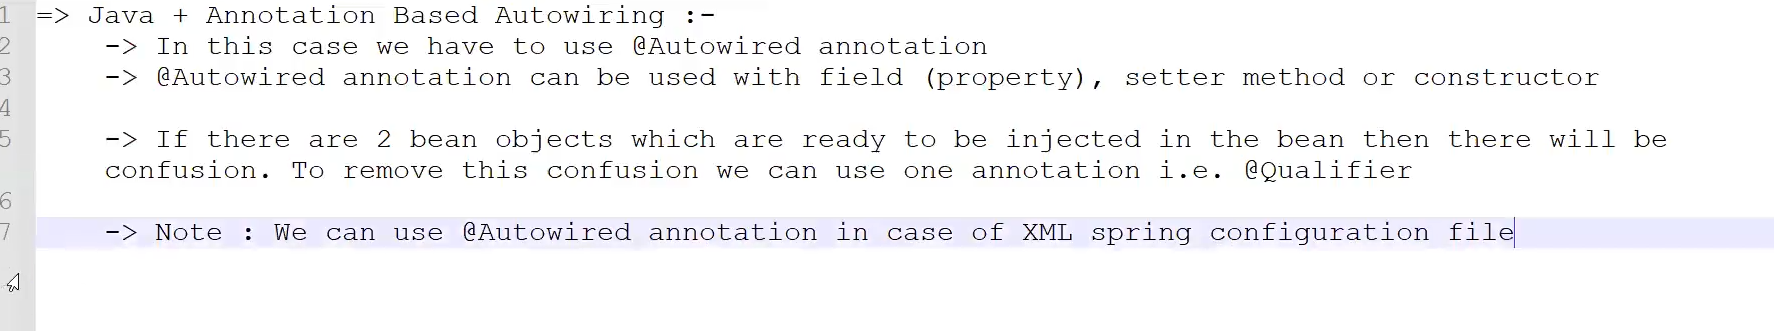 1 => Java + Annotation Based Autowiring :-
2 -> In this case we have to use @Autowired annotation
3 -> @Autowired annotation can be used with field (property), setter method or constructor
4
5 -> If there are 2 bean objects which are ready to be injected in the bean then there will be
confusion. To remove this confusion we can use one annotation i.e. @Qualifier
6
7 -> Note : We can use @Autowired annotation in case of XML spring configuration file